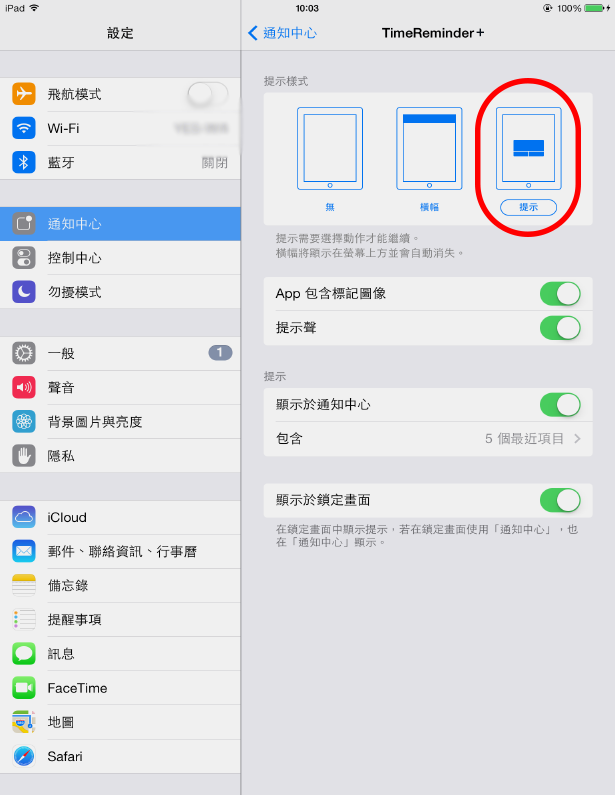 iPad
10:03
100%
設定
通知中心
TimeReminder+
飛航模式
Wi-Fi
藍牙
關閉
通知中心
控制中心
勿擾模式
一般
1
聲音
背景圖片與亮度
隱私
iCloud
郵件、聯絡資訊、行事曆
備忘錄
提醒事項
訊息
FaceTime
地圖
Safari
提示樣式
無
橫幅
提示
提示需要選擇動作才能繼續。
橫幅將顯示在螢幕上方並會自動消失。
App 包含標記圖像
提示聲
提示
顯示於通知中心
包含
5 個最近項目
顯示於鎖定畫面
在鎖定畫面中顯示提示，若在鎖定畫面使用「通知中心」，也
在「通知中心」顯示。